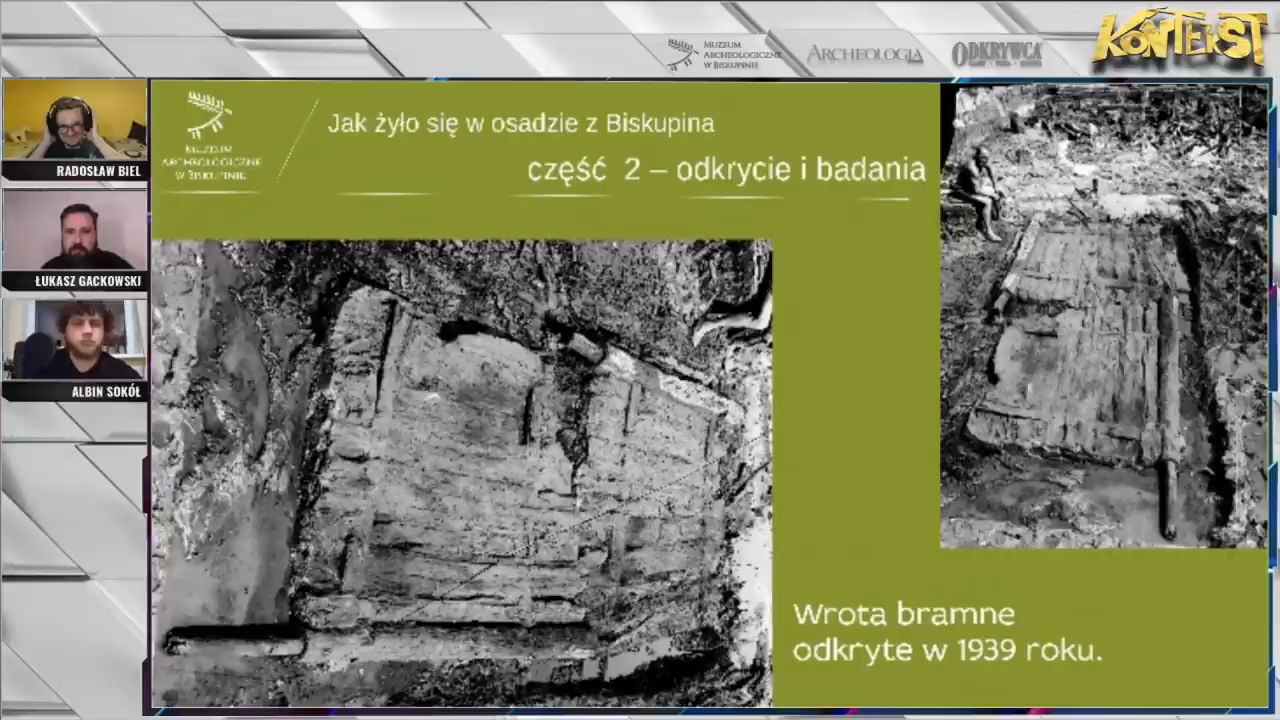 MUZEUM
ARCHEOLOGICZNE
W BISKUPINIE
ARCHEOLOGIA
ODKRYWCA
KONTEKST
RADOSŁAW BIEL
ŁUKASZ GACKOWSKI
ALBIN SOKÓŁ
MUZEUM
ARCHEOLOGICZNE
W BISKUPINIE
Jak żyło się w osadzie z Biskupina
część 2 – odkrycie i badania
Wrota bramne
odkryte w 1939 roku.